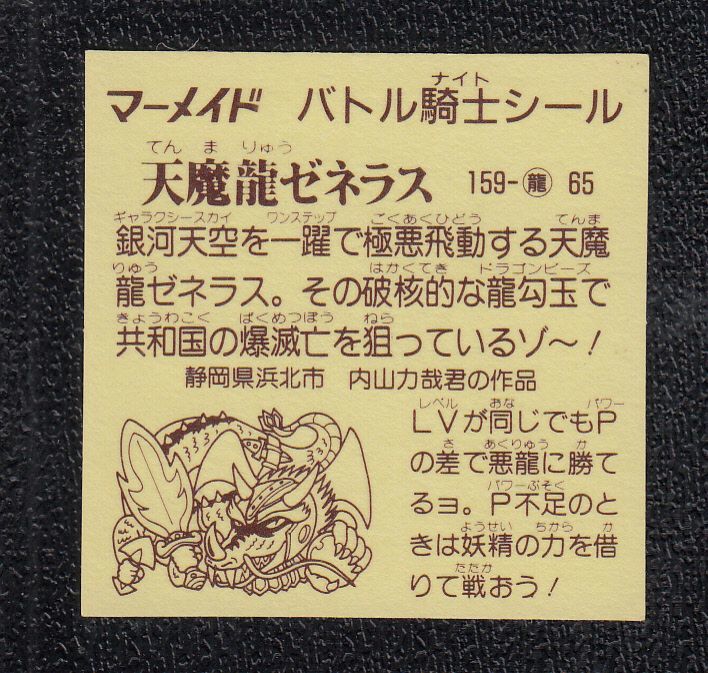 ナイト
マーメイド バトル騎士シール
てん ま りゅう
天魔龍ゼネラス 159-㊀龍 65
ギャラクシースカイ ワンステップ ごくあくひどう てんま
銀河天空を一躍で極悪飛動する天魔
りゅう はかくてき ドラゴンビーズ
龍ゼネラス。その破核的な龍勾玉で
きょうわこく ばくめつぼう ねら
共和国の爆滅亡を狙っているゾ〜!
静岡県浜北市 内山力哉君の作品
レベル おな パワー
LVが同じでもP
さ あくりゅう か
の差で悪龍に勝て
パワーぶそく
るヨ。P不足のと
ようせい ちから か
きは妖精の力を借
たたか
りて戦おう!